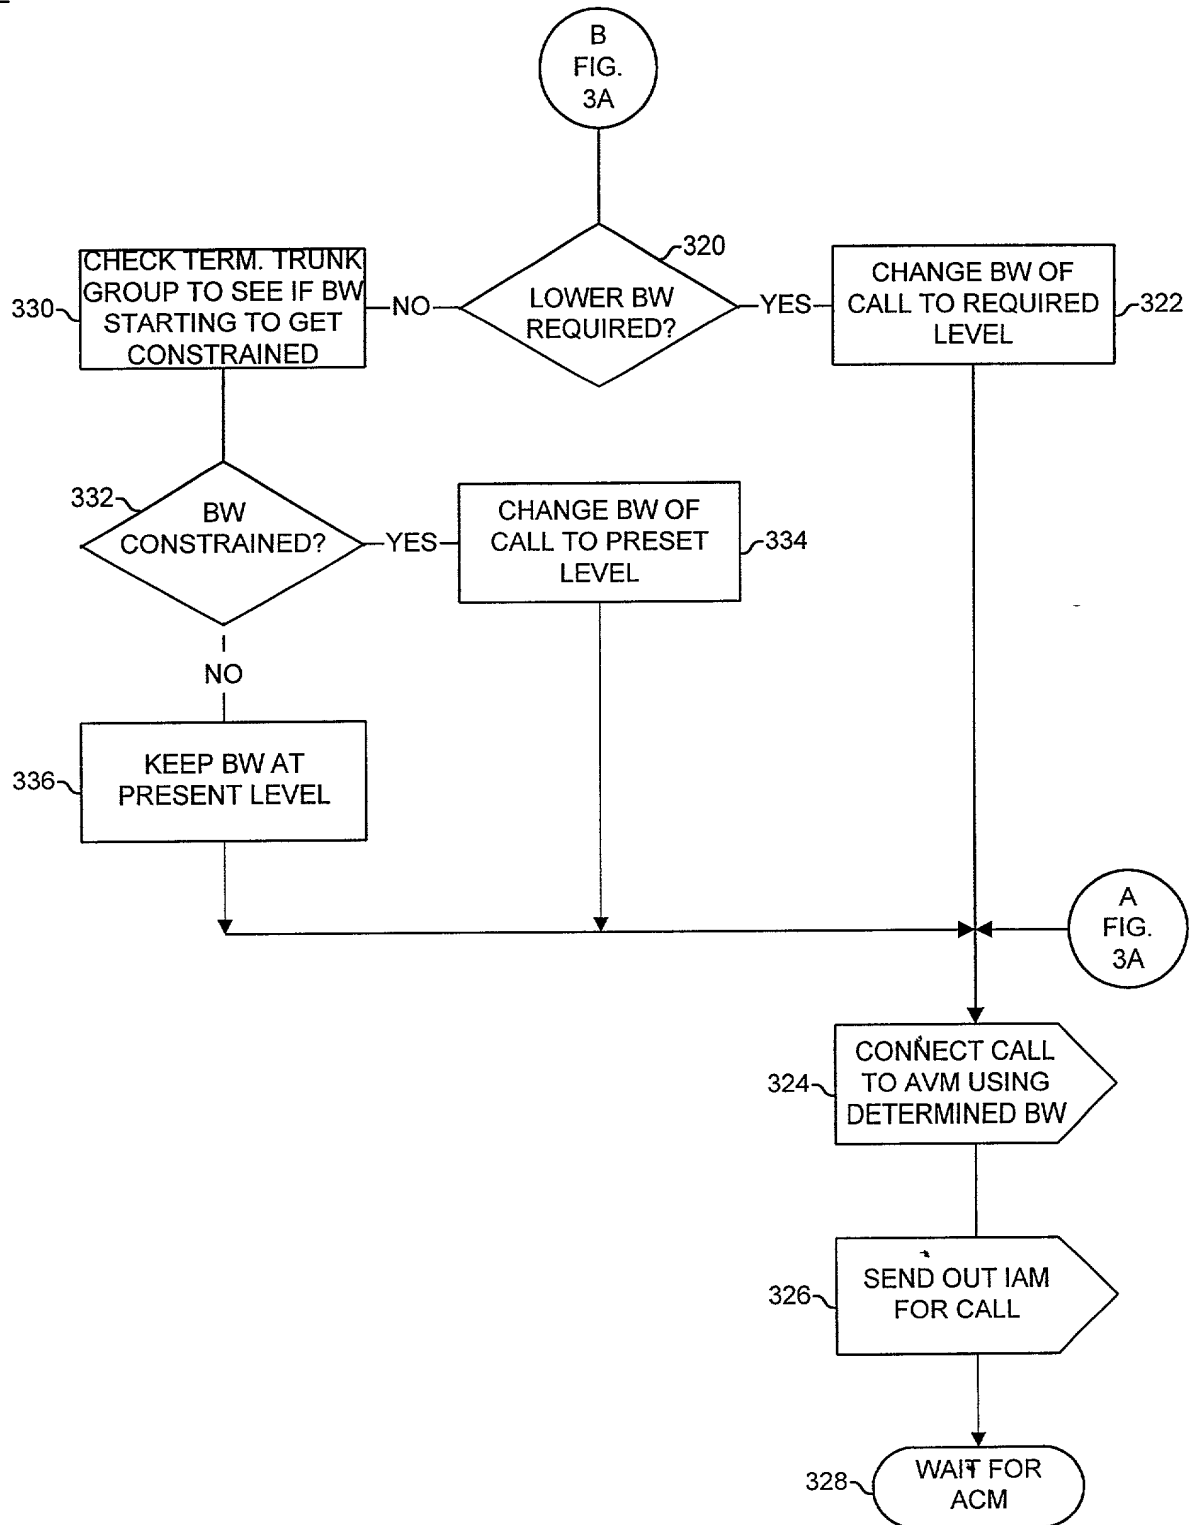 B
FIG.
3A
320
LOWER BW
REQUIRED?
NO
YES
CHECK TERM. TRUNK
GROUP TO SEE IF BW
STARTING TO GET
CONSTRAINED
330
CHANGE BW OF
CALL TO REQUIRED
LEVEL
322
332
BW
CONSTRAINED?
YES
CHANGE BW OF
CALL TO PRESET
LEVEL
334
NO
336
KEEP BW AT
PRESENT LEVEL
A
FIG.
3A
324
CONNECT CALL
TO AVM USING
DETERMINED BW
326
SEND OUT IAM
FOR CALL
328
WAIT FOR
ACM